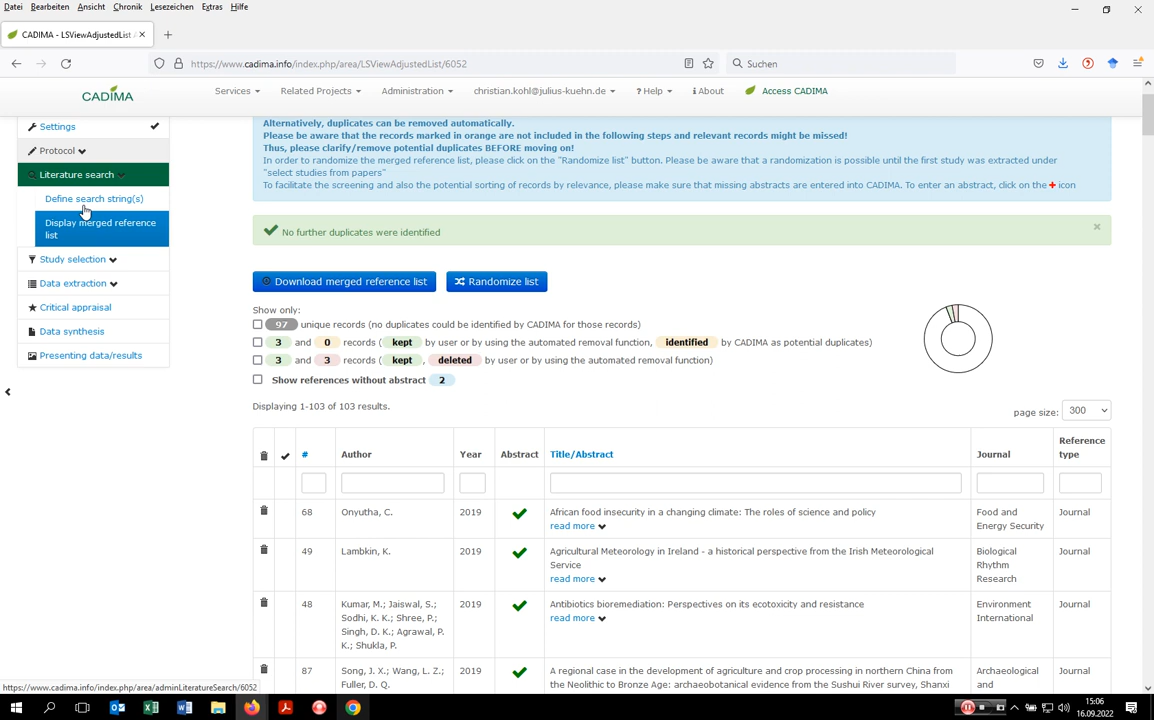 Datei Bearbeiten Ansicht Chronik Lesezeichen Extras Hilfe
CADIMA - LSViewAdjustedList
https://www.cadima.info/index.php/area/LSViewAdjustedList/6052
Suchen
CADIMA
Services Related Projects Administration christian.kohl@julius-kuehn.de ? Help i About Access CADIMA
Settings
Protocol
Literature search
Define search string(s)
Display merged reference
list
Study selection
Data extraction
Critical appraisal
Data synthesis
Presenting data/results
Alternatively, duplicates can be removed automatically.
Please be aware that the records marked in orange are not included in the following steps and relevant records might be missed!
Thus, please clarify/remove potential duplicates BEFORE moving on!
In order to randomize the merged reference list, please click on the "Randomize list" button. Please be aware that a randomization is possible until the first study was extracted under
"select studies from papers"
To facilitate the screening and also the potential sorting of records by relevance, please make sure that missing abstracts are entered into CADIMA. To enter an abstract, click on the + icon
No further duplicates were identified ×
Download merged reference list Randomize list
Show only:
97 unique records (no duplicates could be identified by CADIMA for those records)
3 and 0 records ( kept by user or by using the automated removal function, identified by CADIMA as potential duplicates)
3 and 3 records ( kept , deleted by user or by using the automated removal function)
Show references without abstract 2
Displaying 1-103 of 103 results.
page size: 300
# Author Year Abstract Title/Abstract Journal Reference
type
68 Onyutha, C. 2019 African food insecurity in a changing climate: The roles of science and policy Food and
read more Energy Security Journal
49 Lambkin, K. 2019 Agricultural Meteorology in Ireland - a historical perspective from the Irish Meteorological Biological Journal
Service Rhythm
read more Research
48 Kumar, M.; Jaiswal, S.; 2019 Antibiotics bioremediation: Perspectives on its ecotoxicity and resistance Environment Journal
Sodhi, K. K.; Shree, P.; read more International
Singh, D. K.; Agrawal, P.
K.; Shukla, P.
87 Song, J. X.; Wang, L. Z.; 2019 A regional case in the development of agriculture and crop processing in northern China from Archaeological Journal
Fuller, D. Q. the Neolithic to Bronze Age: archaeobotanical evidence from the Sushui River survey, Shanxi and
https://www.cadima.info/index.php/area/adminLiteratureSearch/6052
15:06
16.09.2022